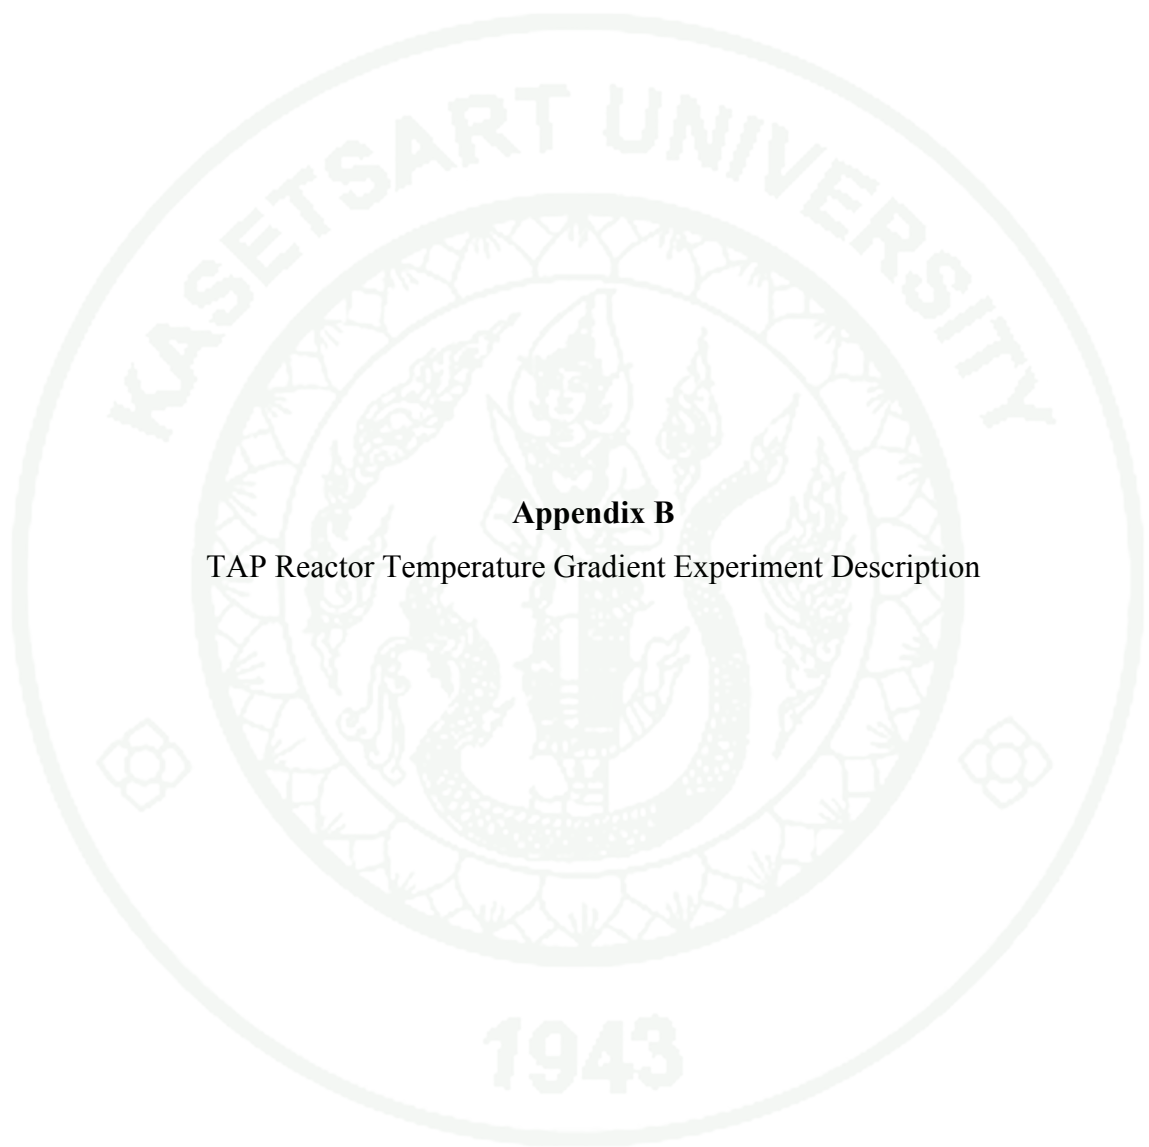 KASETSART UNIVERSITY
Appendix B
TAP Reactor Temperature Gradient Experiment Description
1943